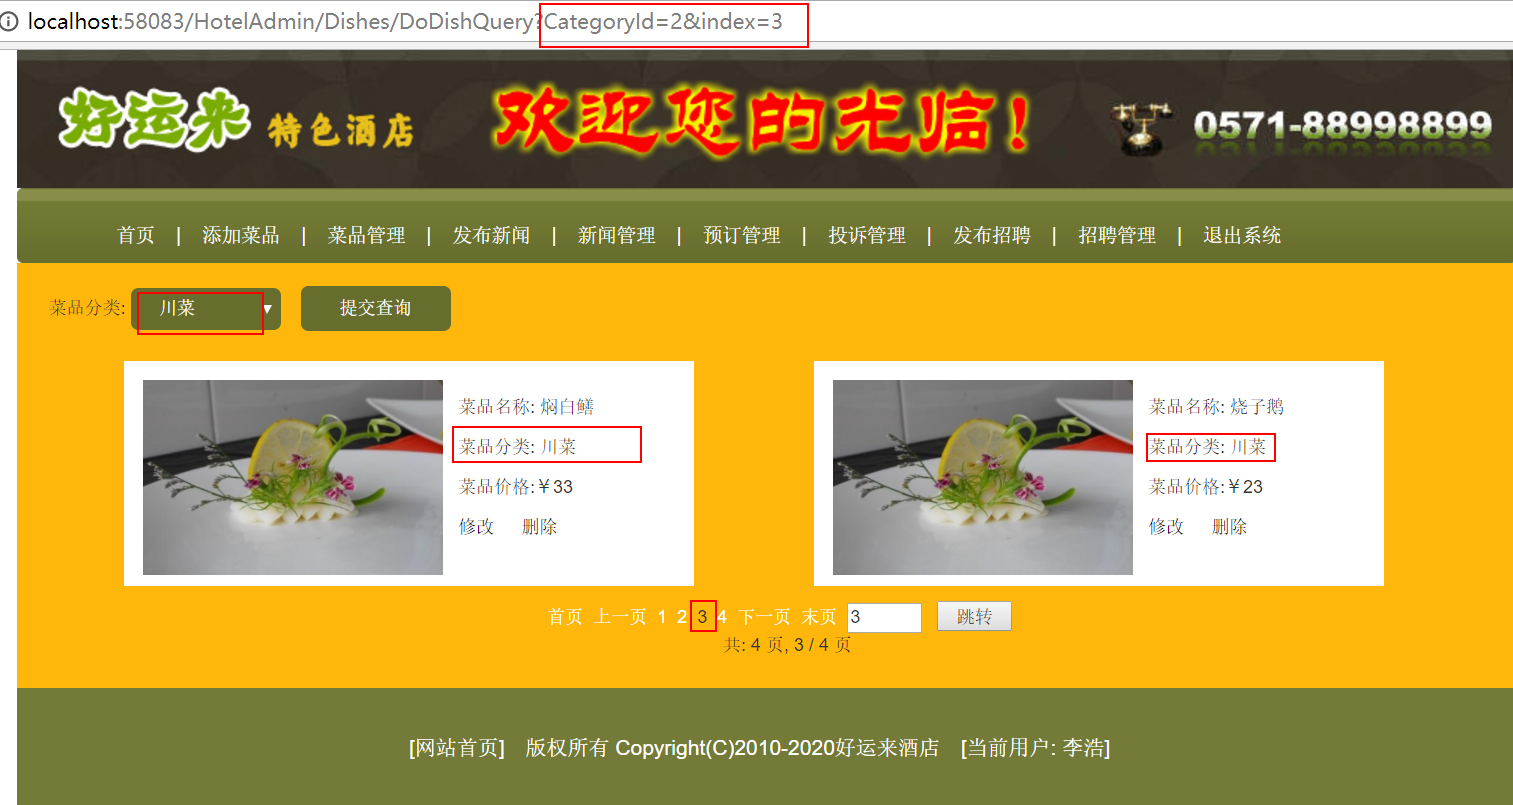 localhost:58083/HotelAdmin/Dishes/DoDishQuery?CategoryId=2&index=3
好运来 特色酒店 欢迎您的光临! 0571-88998899
首页 | 添加菜品 | 菜品管理 | 发布新闻 | 新闻管理 | 预订管理 | 投诉管理 | 发布招聘 | 招聘管理 | 退出系统
菜品分类: 川菜 ▼ 提交查询
菜品名称: 焖白鳝
菜品分类: 川菜
菜品价格:￥33
修改 删除
菜品名称: 烧子鹅
菜品分类: 川菜
菜品价格:￥23
修改 删除
首页 上一页 1 2 3 4 下一页 末页 3 跳转
共: 4 页, 3 / 4 页
[网站首页] 版权所有 Copyright(C)2010-2020好运来酒店 [当前用户: 李浩]